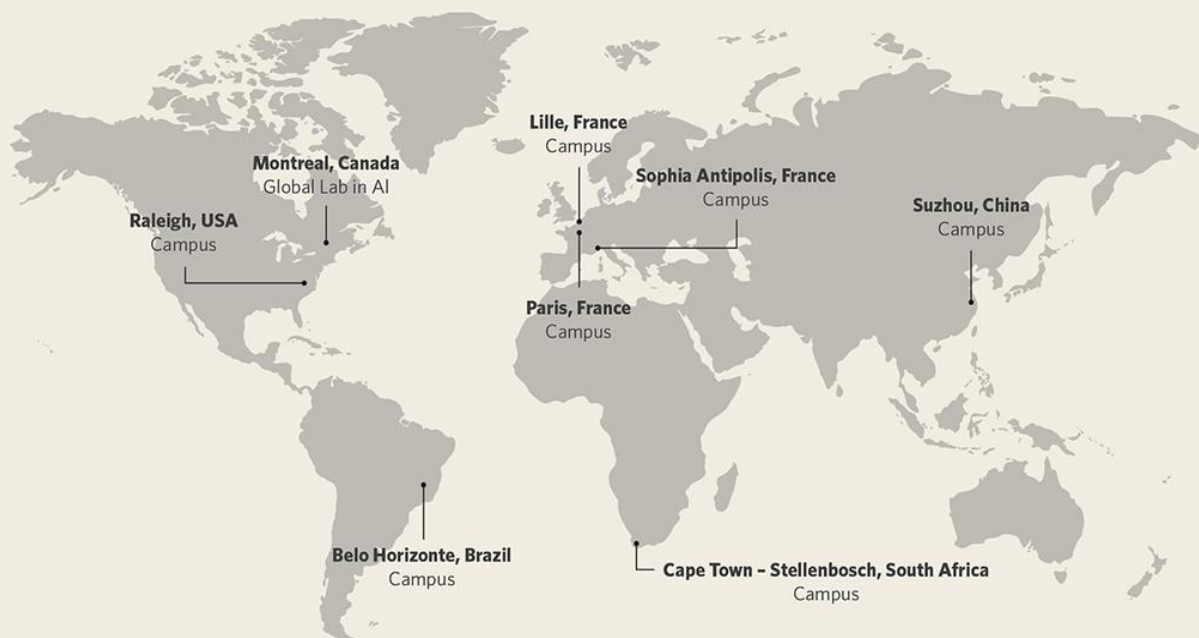 Lille, France
Campus
Montreal, Canada
Global Lab in AI
Sophia Antipolis, France
Campus
Raleigh, USA
Campus
Suzhou, China
Campus
Paris, France
Campus
Belo Horizonte, Brazil
Campus
Cape Town – Stellenbosch, South Africa
Campus